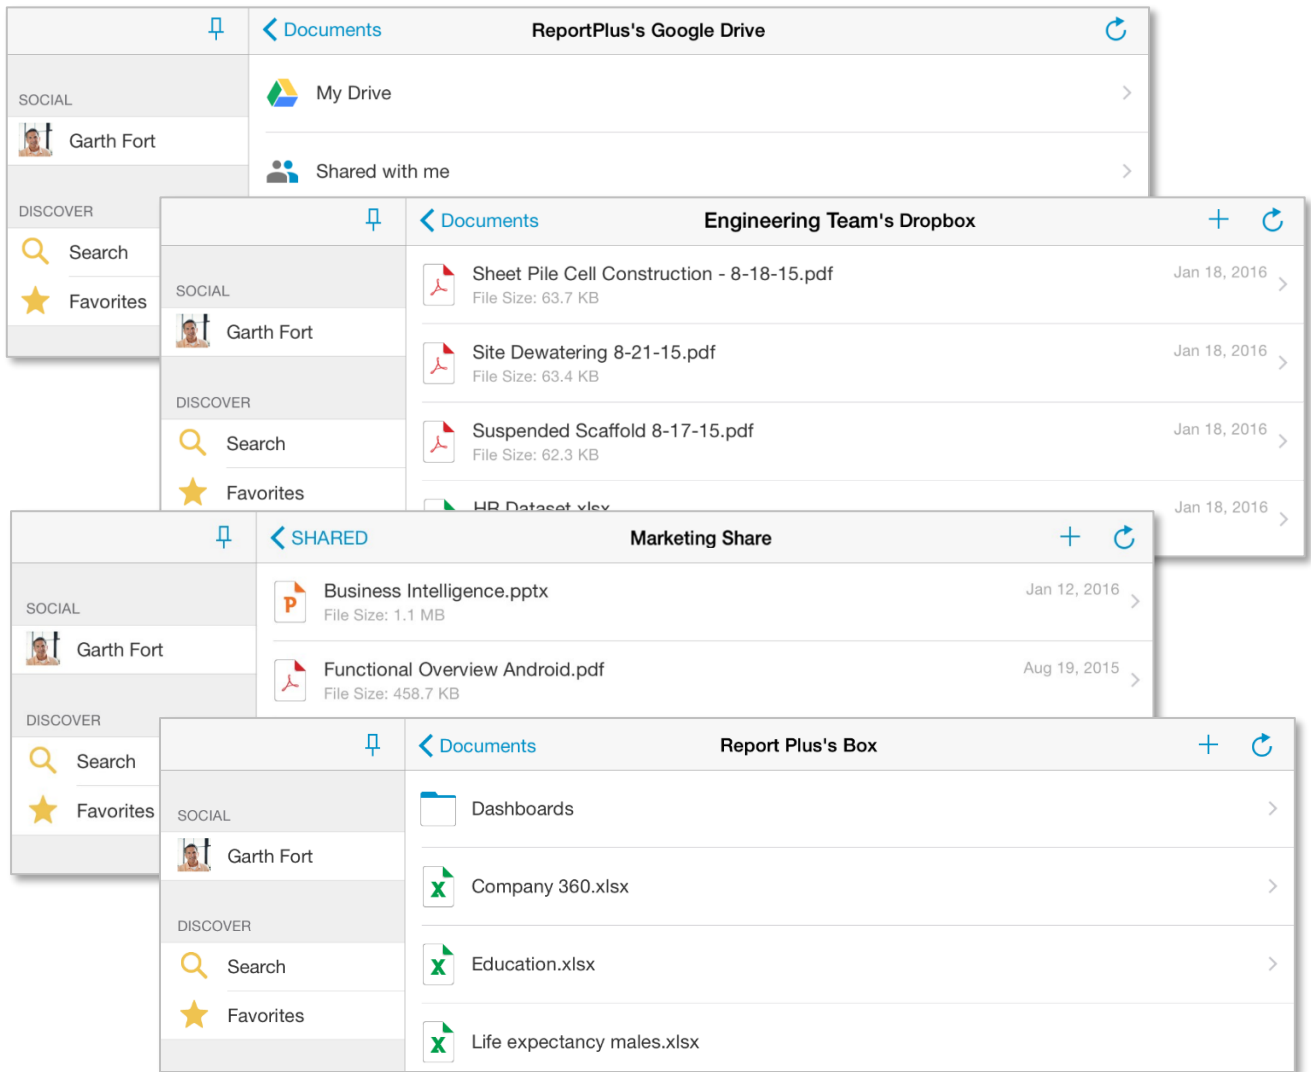 Documents
ReportPlus's Google Drive
SOCIAL
Garth Fort
DISCOVER
Search
Favorites
My Drive
Shared with me
Documents
Engineering Team's Dropbox
SOCIAL
Garth Fort
DISCOVER
Search
Favorites
Sheet Pile Cell Construction - 8-18-15.pdf
Jan 18, 2016
File Size: 63.7 KB
Site Dewatering 8-21-15.pdf
Jan 18, 2016
File Size: 63.4 KB
Suspended Scaffold 8-17-15.pdf
Jan 18, 2016
File Size: 62.3 KB
HR Dataset.xlsx
Jan 18, 2016
SHARED
Marketing Share
SOCIAL
Garth Fort
DISCOVER
Search
Favorites
Business Intelligence.pptx
Jan 12, 2016
File Size: 1.1 MB
Functional Overview Android.pdf
Aug 19, 2015
File Size: 458.7 KB
Documents
Report Plus's Box
SOCIAL
Garth Fort
DISCOVER
Search
Favorites
Dashboards
Company 360.xlsx
Education.xlsx
Life expectancy males.xlsx